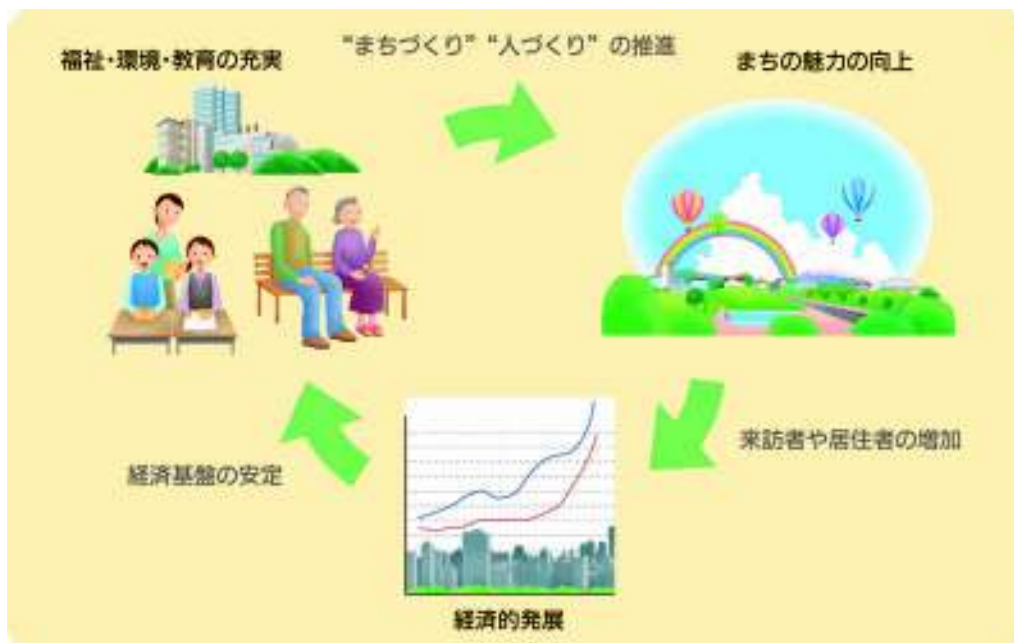 福祉・環境・教育の充実
“まちづくり”“人づくり”の推進
まちの魅力の向上
来訪者や居住者の増加
経済基盤の安定
経済的発展